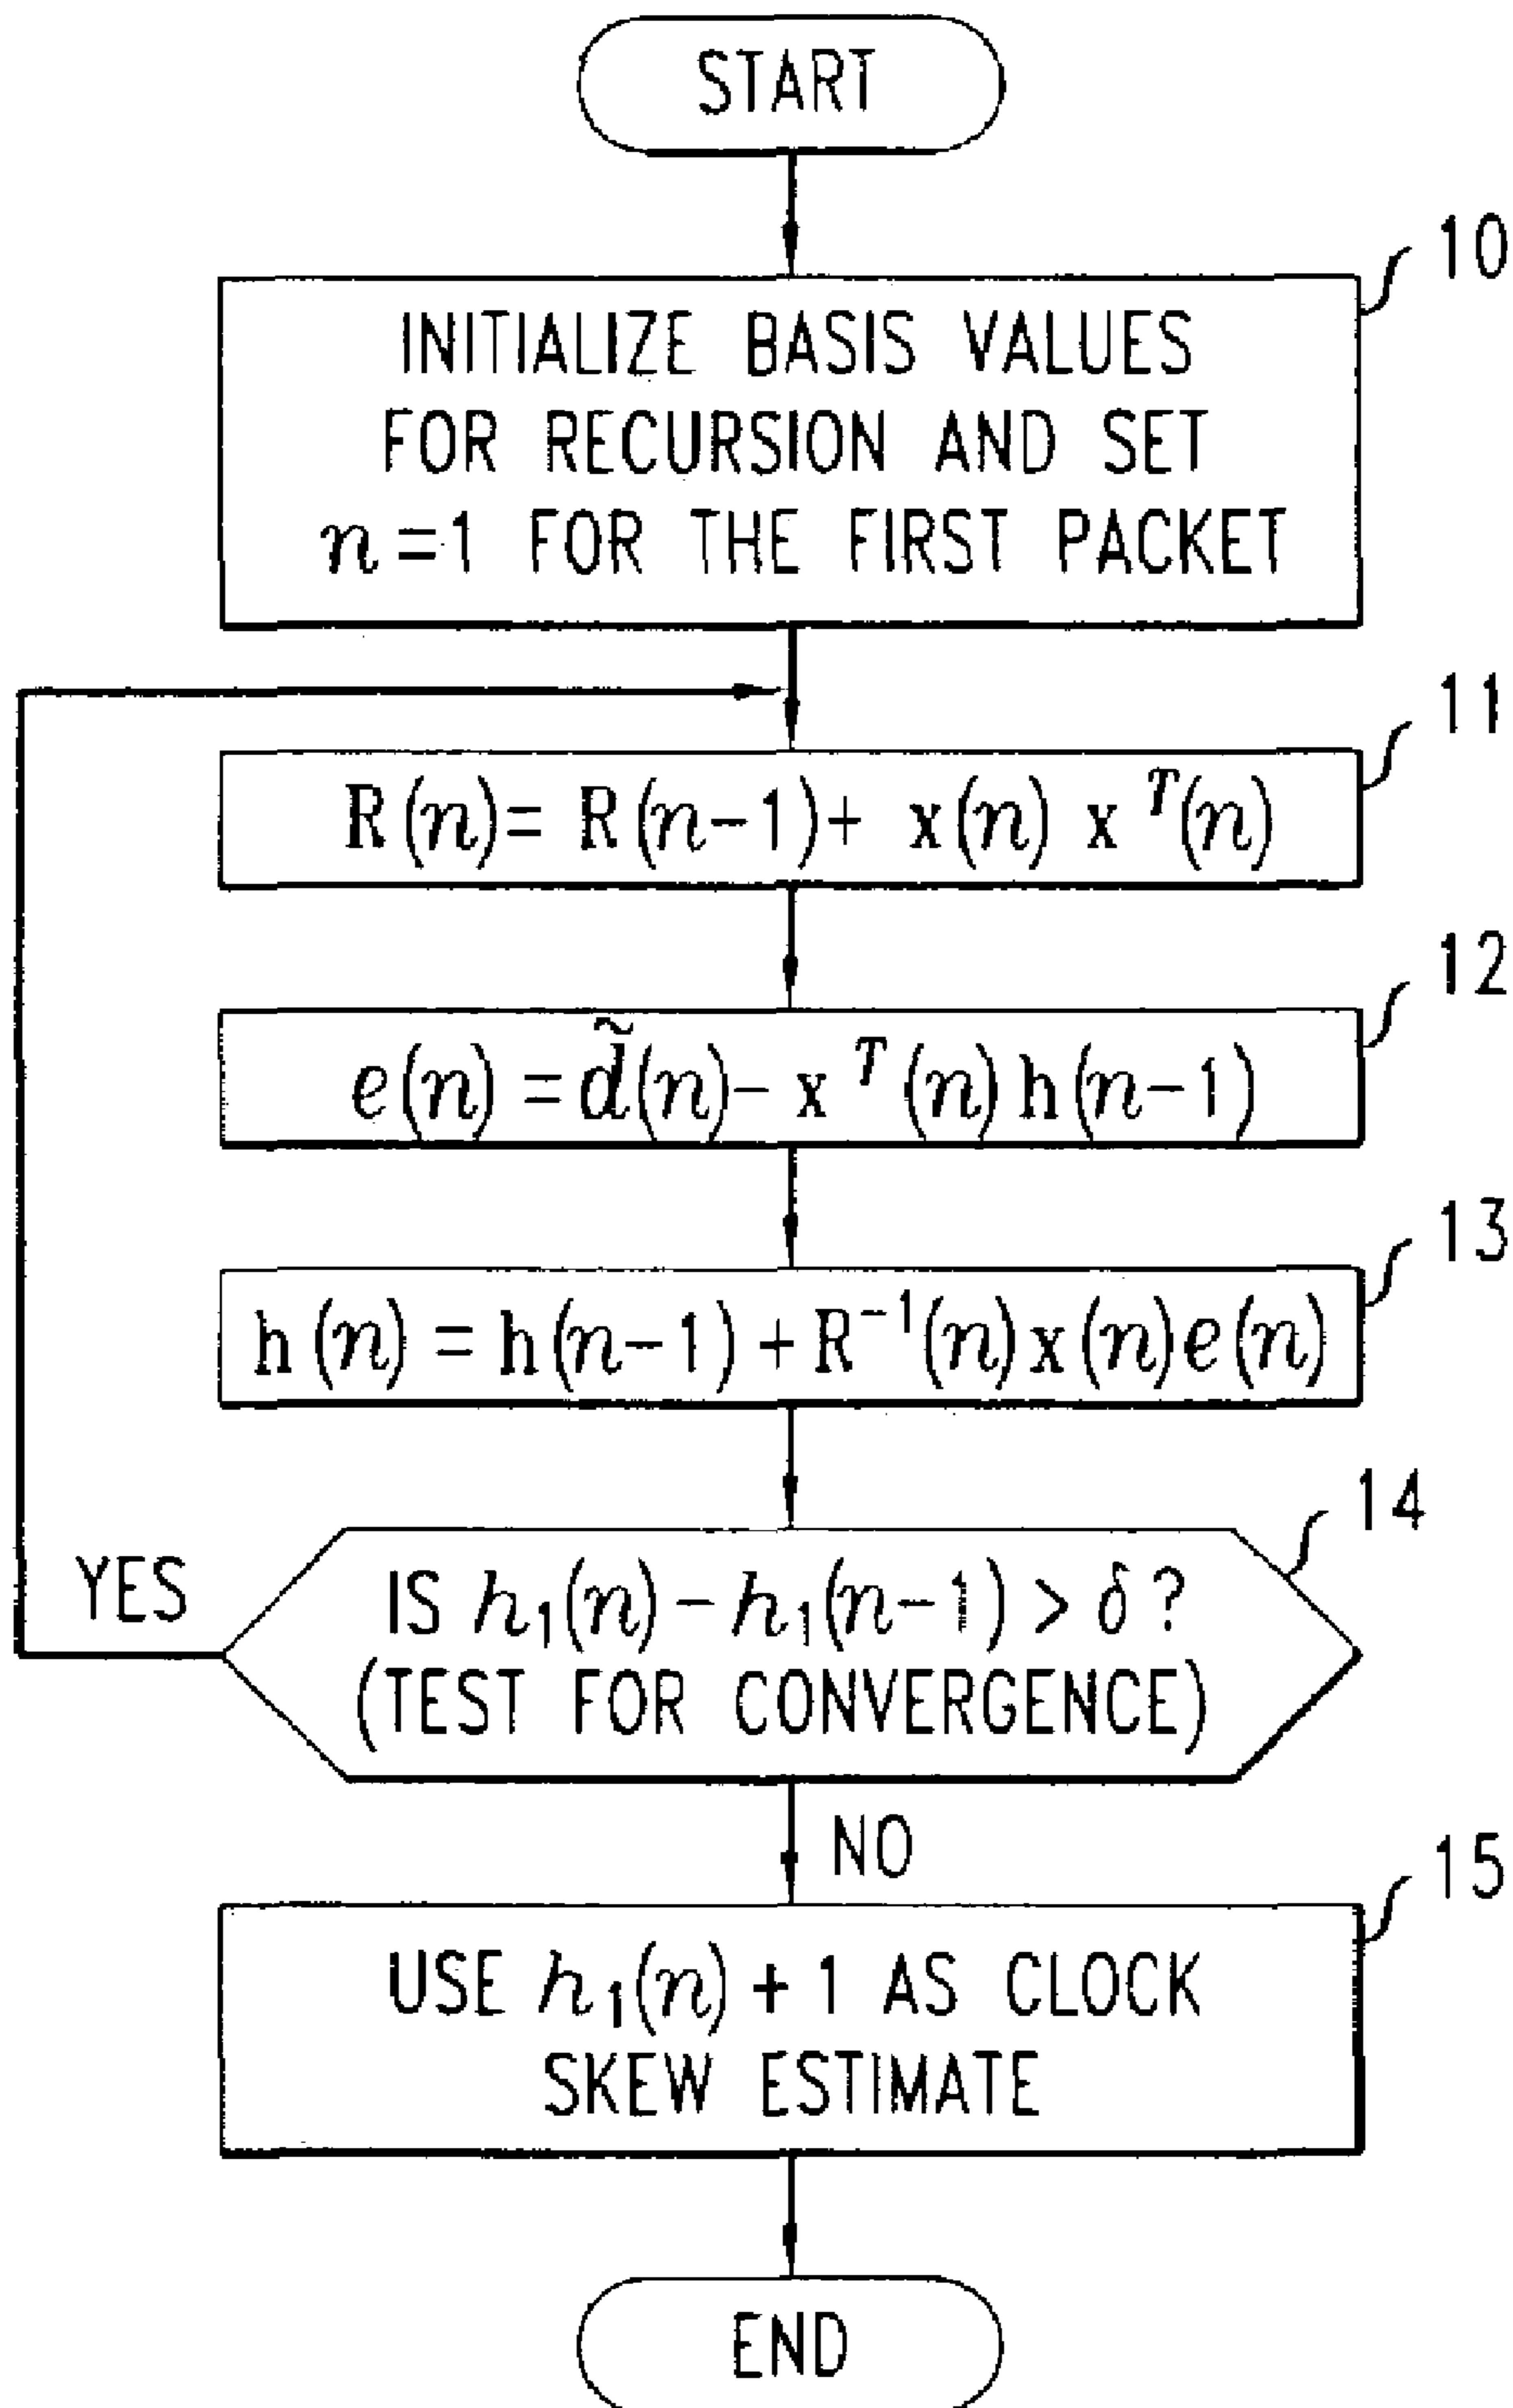 START
10
INITIALIZE BASIS VALUES
FOR RECURSION AND SET
n=1 FOR THE FIRST PACKET
11
R(n)= R(n-1)+ x(n) x^T(n)
12
e(n) = d̃(n)- x^T(n)h(n-1)
13
h(n) = h(n-1)+R^-1(n)x(n)e(n)
14
YES
IS h₁(n)-h₁(n-1) > δ?
(TEST FOR CONVERGENCE)
NO
15
USE h₁(n)+1 AS CLOCK
SKEW ESTIMATE
END